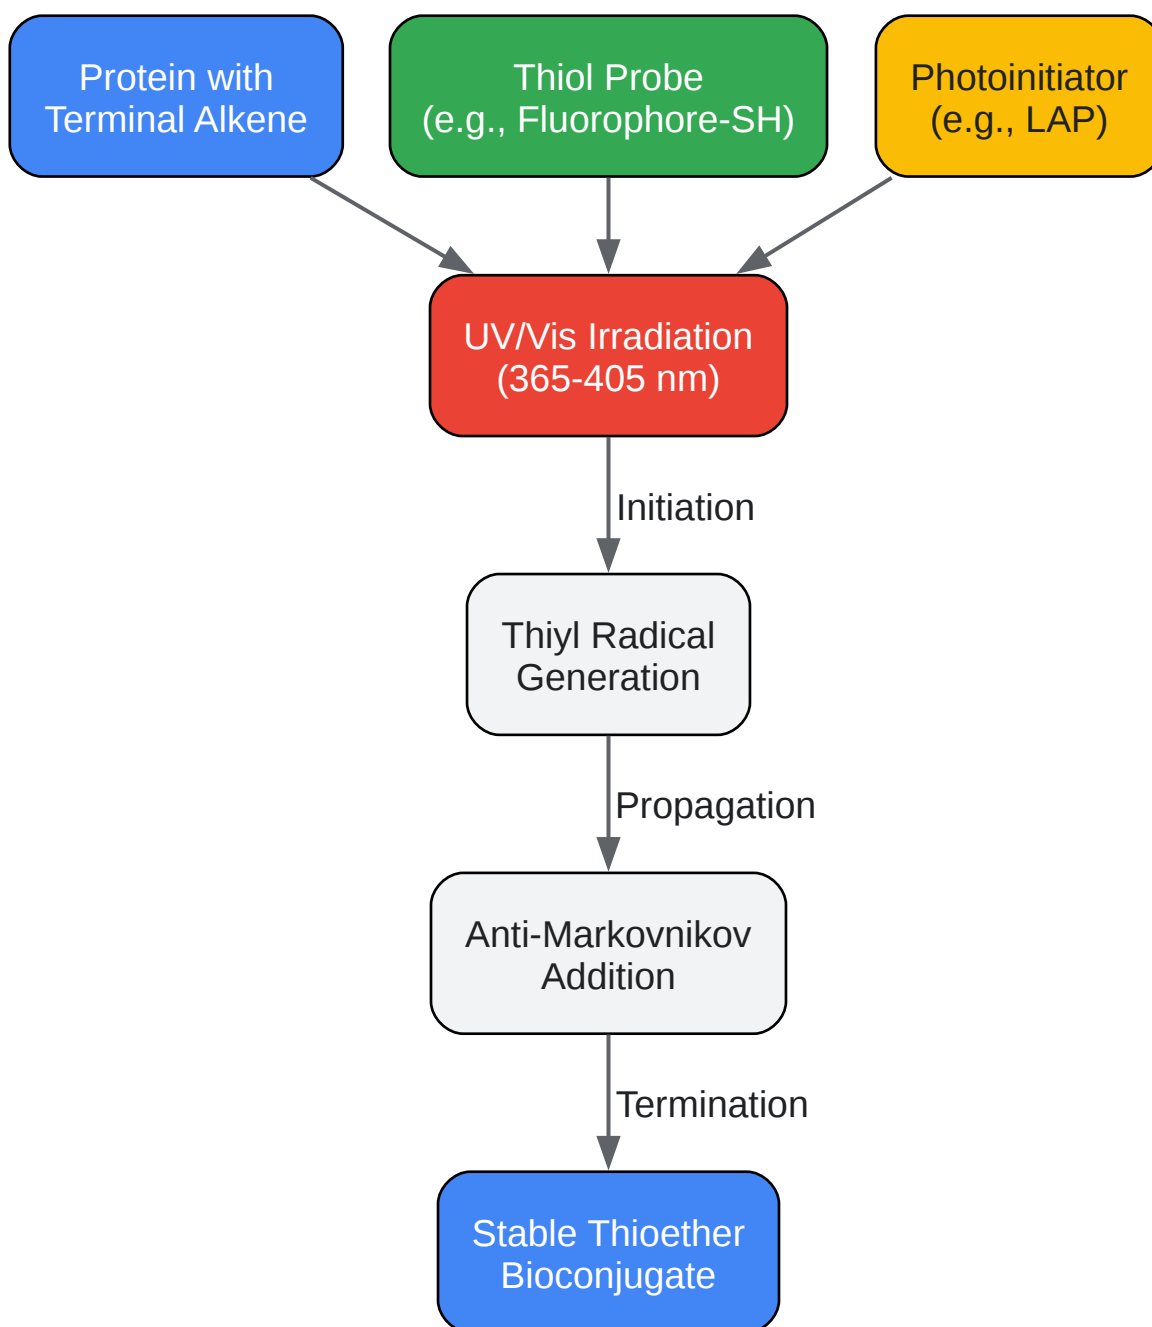 Protein with
Terminal Alkene
Thiol Probe
(e.g., Fluorophore-SH)
Photoinitiator
(e.g., LAP)
UV/Vis Irradiation
(365-405 nm)
Initiation
Thiyl Radical
Generation
Propagation
Anti-Markovnikov
Addition
Termination
Stable Thioether
Bioconjugate